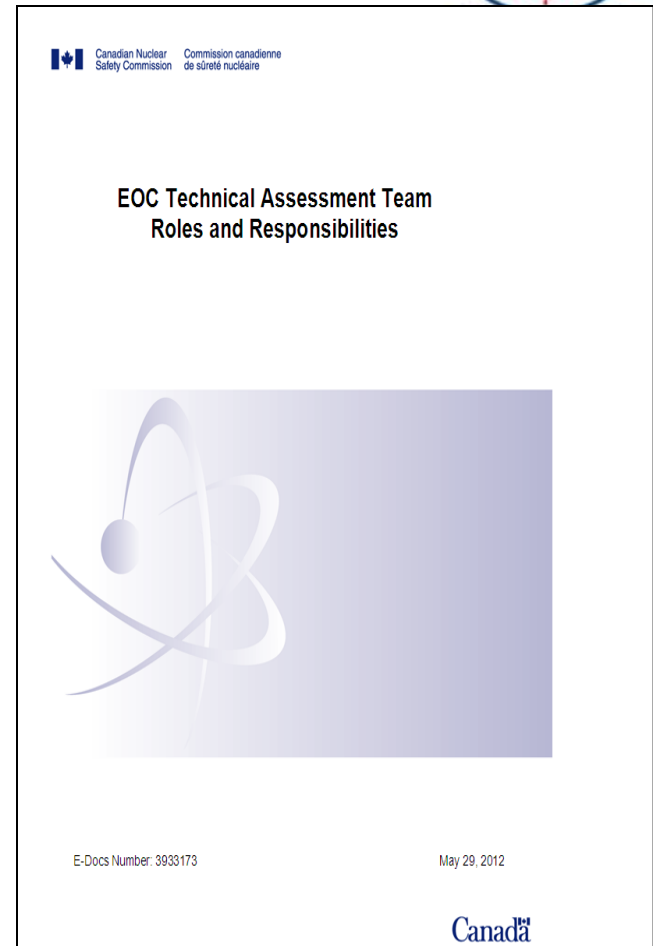 Canadian Nuclear Commission canadienne
Safety Commission de sûreté nucléaire
EOC Technical Assessment Team
Roles and Responsibilities
E-Docs Number: 3933173 May 29, 2012
Canada